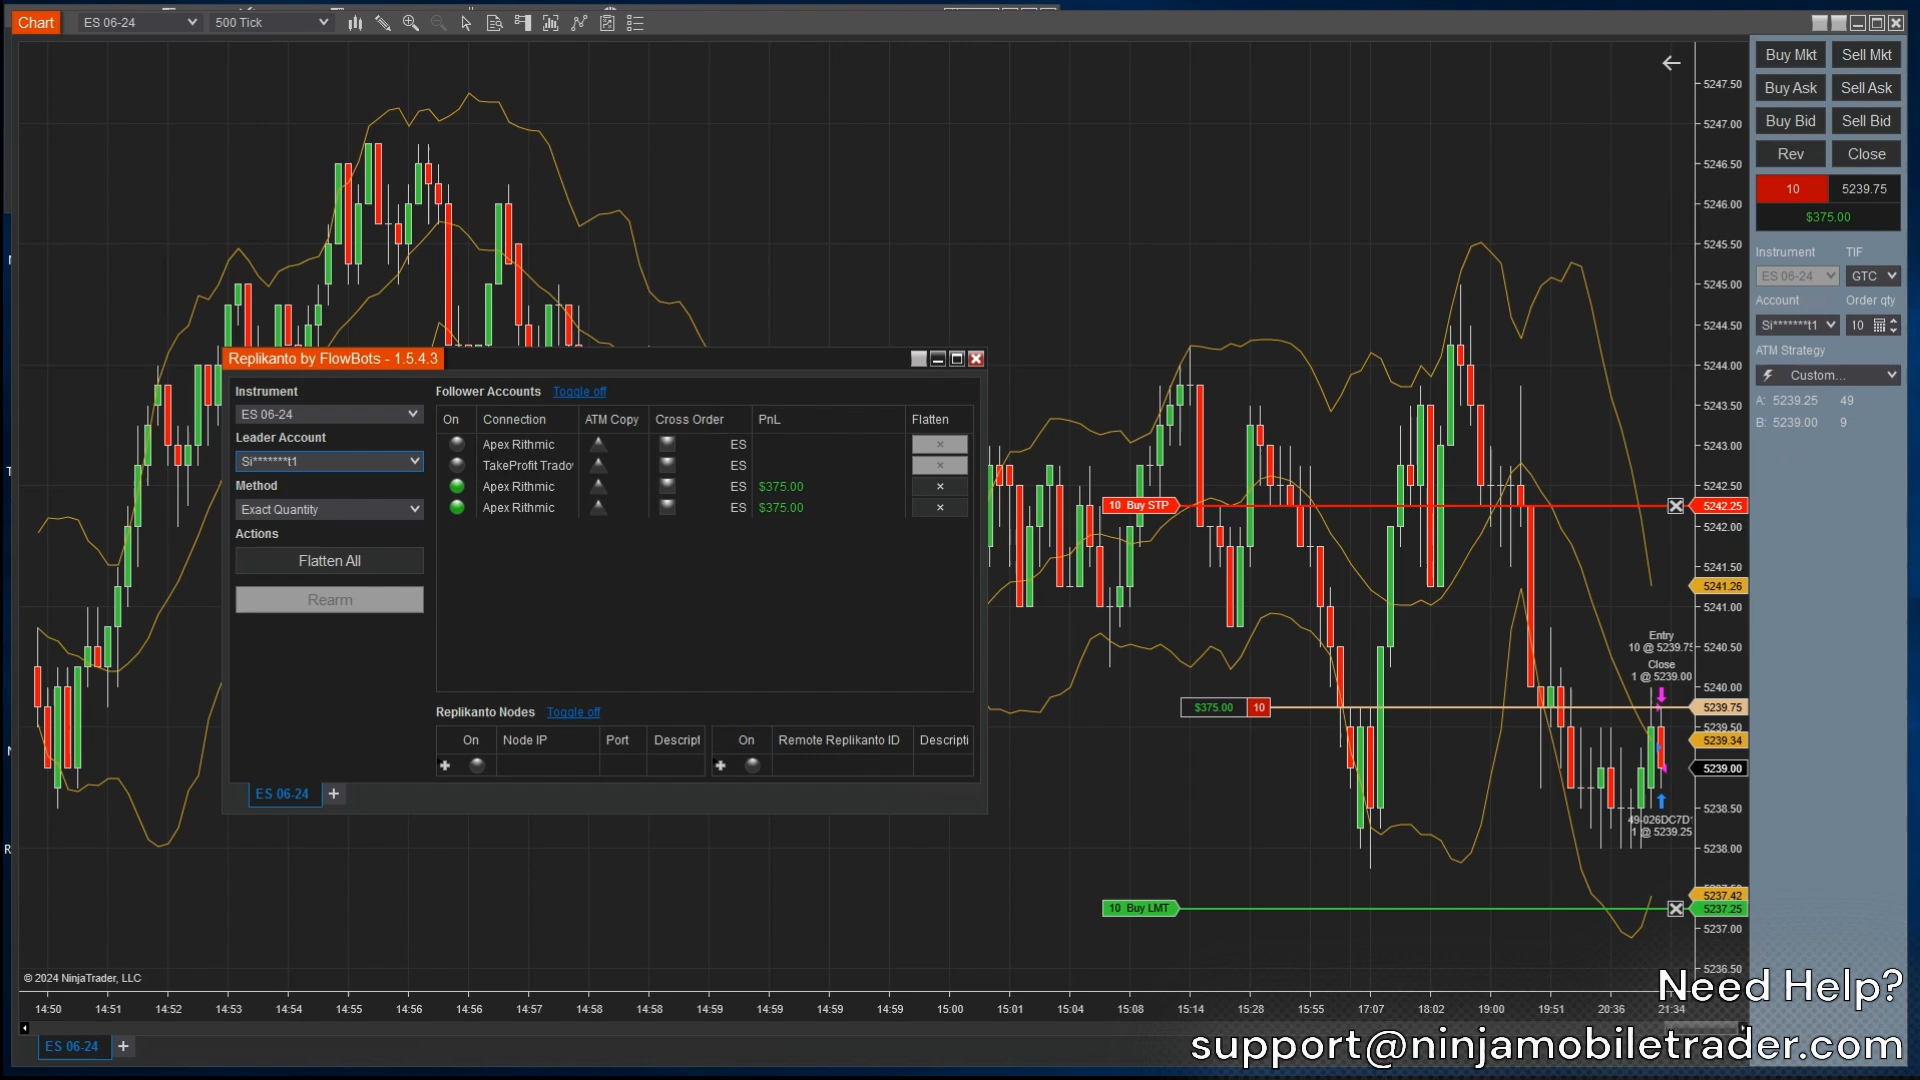 Chart ES 06-24 500 Tick
Buy Mkt Sell Mkt
Buy Ask Sell Ask
Buy Bid Sell Bid
Rev Close
10 5239.75
$375.00
Instrument TIF
ES 06-24 GTC
Account Order qty
Si*******t1 10
ATM Strategy
Custom...
A: 5239.25 49
B: 5239.00 9
5247.50
5247.00
5246.50
5246.00
5245.50
5245.00
5244.50
5244.00
5243.50
5243.00
5242.50
5242.25
5242.00
5241.50
5241.26
5241.00
5240.50
5240.00
5239.75
5239.50
5239.34
5239.00
5238.50
5238.00
5237.42
5237.25
5237.00
5236.50
Replikanto by FlowBots - 1.5.4.3
Instrument
ES 06-24
Leader Account
Si*******t1
Method
Exact Quantity
Actions
Flatten All
Rearm
Follower Accounts Toggle off
On Connection ATM Copy Cross Order PnL Flatten
Apex Rithmic ES
TakeProfit Trado ES
Apex Rithmic ES $375.00
Apex Rithmic ES $375.00
Replikanto Nodes Toggle off
On Node IP Port Descript On Remote Replikanto ID Descripti
ES 06-24 +
10 Buy STP
$375.00 10
10 Buy LMT
Entry
10 @ 5239.75
Close
1 @ 5239.00
49-026DC7D
1 @ 5239.25
© 2024 NinjaTrader, LLC
14:50 14:51 14:52 14:53 14:54 14:55 14:56 14:56 14:57 14:58 14:58 14:59 14:59 14:59 14:59 15:00 15:01 15:04 15:08 15:14 15:28 15:55 17:07 18:02 19:00 19:51 20:36 21:34
ES 06-24 +
Need Help?
support@ninjamobiletrader.com